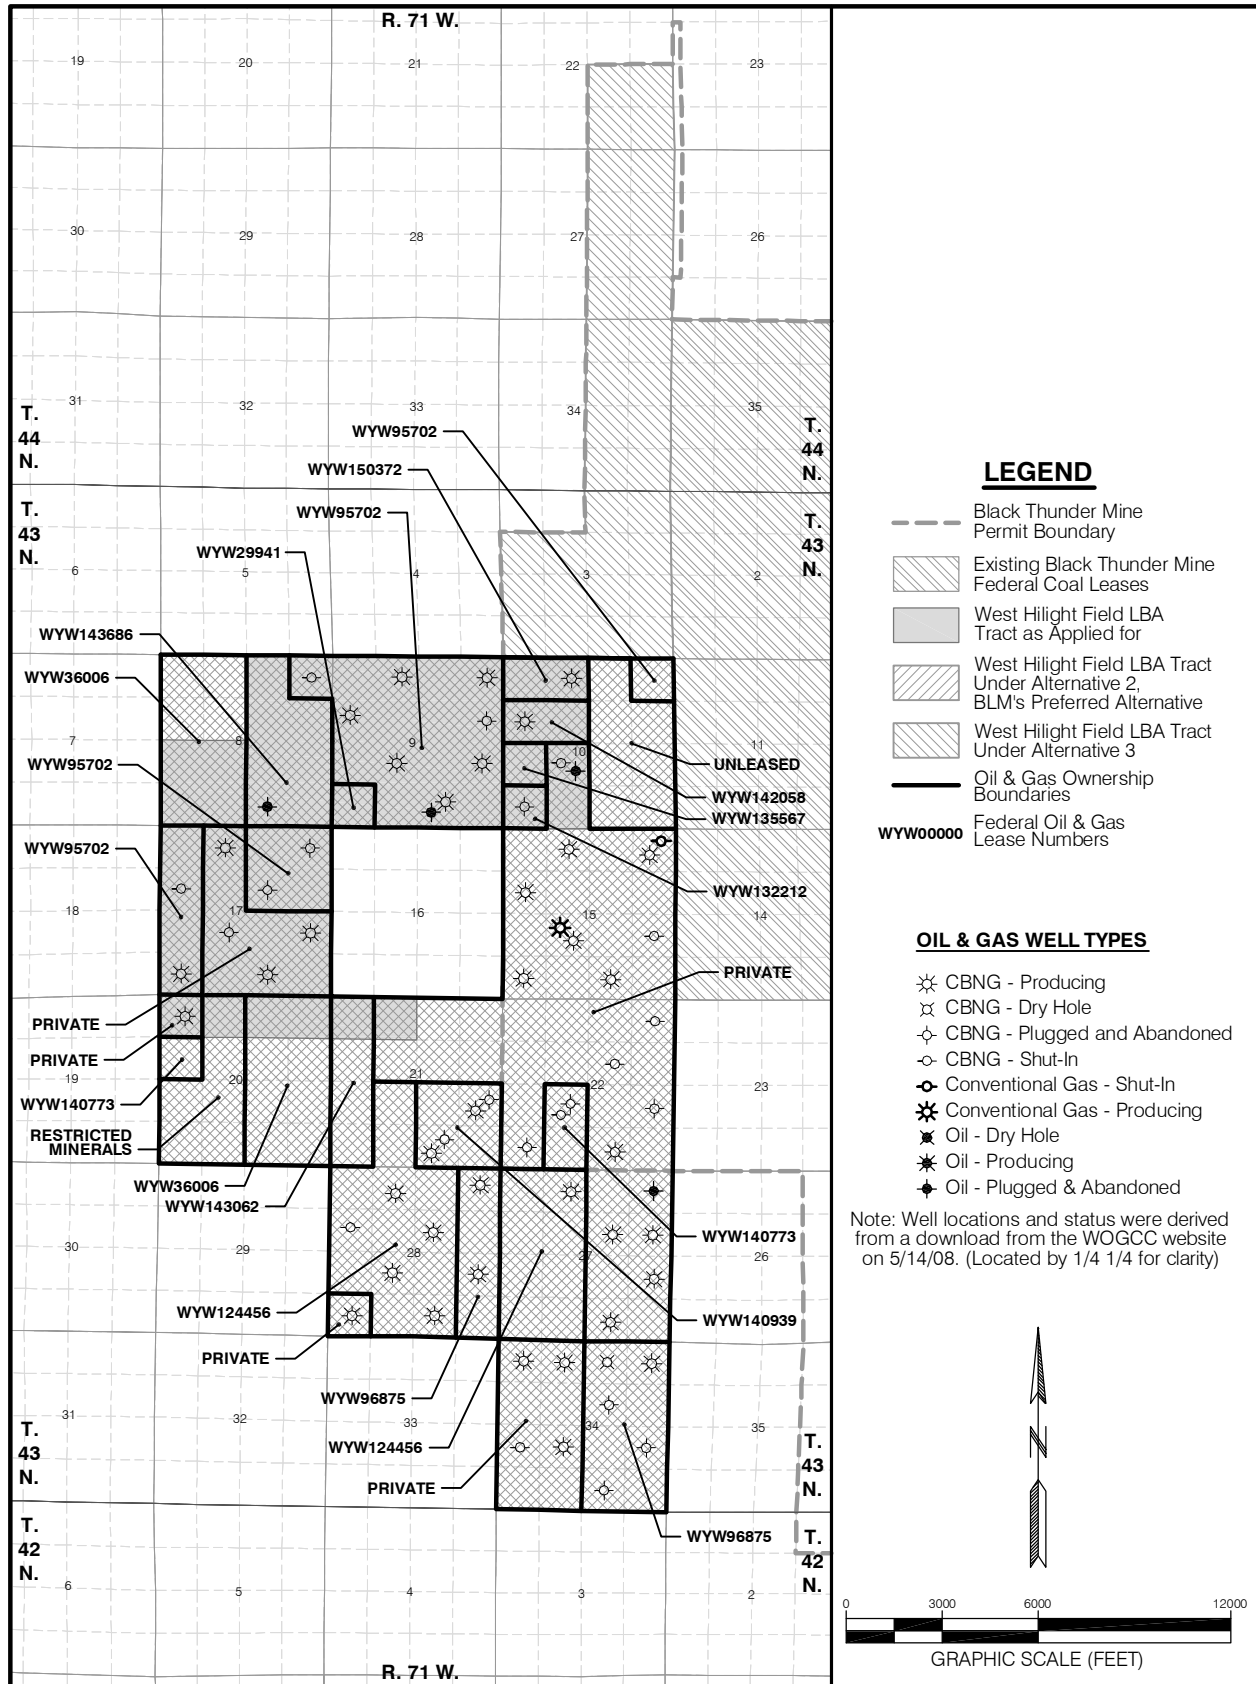 R. 71 W.
19
20
21
22
23
30
29
28
27
26
31
32
33
34
35
T.
44
N.
T.
44
N.
WYW95702
WYW150372
WYW95702
WYW29941
T.
43
N.
T.
43
N.
6
5
4
3
2
WYW143686
WYW36006
WYW95702
WYW95702
7
8
9
10
11
UNLEASED
WYW142058
WYW135567
WYW132212
18
17
16
15
14
PRIVATE
PRIVATE
PRIVATE
19
20
21
22
23
WYW140773
RESTRICTED
MINERALS
WYW36006
WYW143062
30
29
28
27
26
WYW140773
WYW124456
WYW140939
PRIVATE
WYW96875
31
32
33
34
35
WYW124456
T.
43
N.
T.
43
N.
PRIVATE
WYW96875
T.
42
N.
T.
42
N.
6
5
4
3
2
R. 71 W.
LEGEND
Black Thunder Mine
Permit Boundary
Existing Black Thunder Mine
Federal Coal Leases
West Hilight Field LBA
Tract as Applied for
West Hilight Field LBA Tract
Under Alternative 2,
BLM's Preferred Alternative
West Hilight Field LBA Tract
Under Alternative 3
Oil & Gas Ownership
Boundaries
WYW00000 Federal Oil & Gas
Lease Numbers
OIL & GAS WELL TYPES
CBNG - Producing
CBNG - Dry Hole
CBNG - Plugged and Abandoned
CBNG - Shut-In
Conventional Gas - Shut-In
Conventional Gas - Producing
Oil - Dry Hole
Oil - Producing
Oil - Plugged & Abandoned
Note: Well locations and status were derived
from a download from the WOGCC website
on 5/14/08. (Located by 1/4 1/4 for clarity)
N
0 3000 6000 12000
GRAPHIC SCALE (FEET)